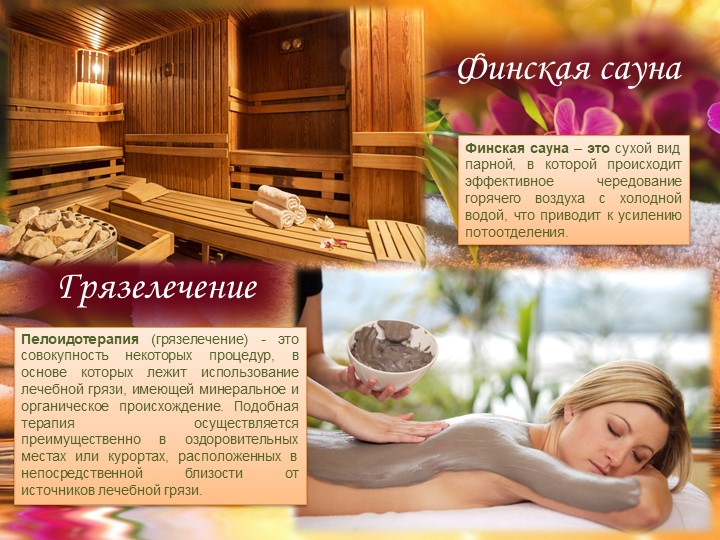 Финская сауна
Финская сауна – это сухой вид
парной, в которой происходит
эффективное чередование
горячего воздуха с холодной
водой, что приводит к усилению
потоотделения.
Грязелечение
Пелоидотерапия (грязелечение) - это
совокупность некоторых процедур, в
основе которых лежит использование
лечебной грязи, имеющей минеральное и
органическое происхождение. Подобная
терапия осуществляется
преимущественно в оздоровительных
местах или курортах, расположенных в
непосредственной близости от
источников лечебной грязи.